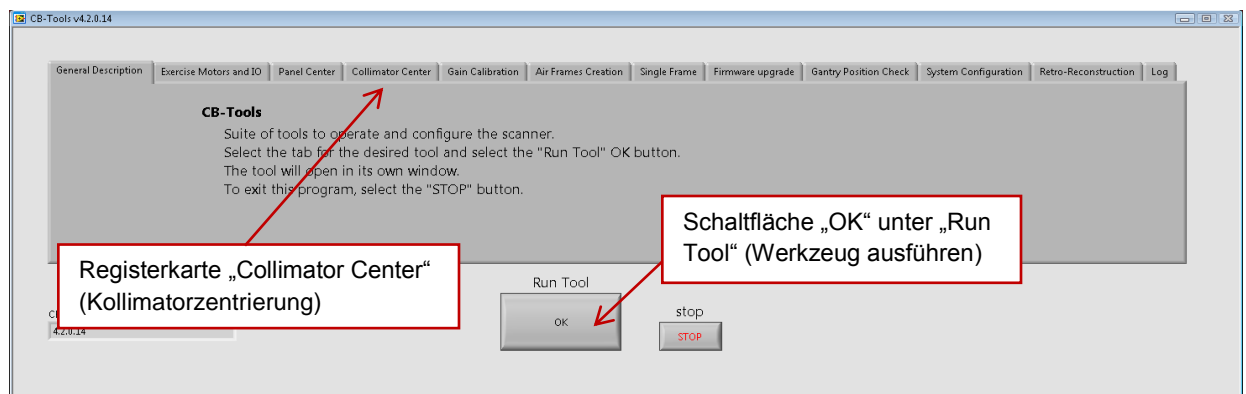 CB-Tools v4.2.0.14
General Description Exercise Motors and IO Panel Center Collimator Center Gain Calibration Air Frames Creation Single Frame Firmware upgrade Gantry Position Check System Configuration Retro-Reconstruction Log
CB-Tools
Suite of tools to operate and configure the scanner.
Select the tab for the desired tool and select the "Run Tool" OK button.
The tool will open in its own window.
To exit this program, select the "STOP" button.
Schaltfläche „OK“ unter „Run
Tool“ (Werkzeug ausführen)
Registerkarte „Collimator Center“
(Kollimatorzentrierung)
Run Tool
OK
stop
STOP
4.2.0.14